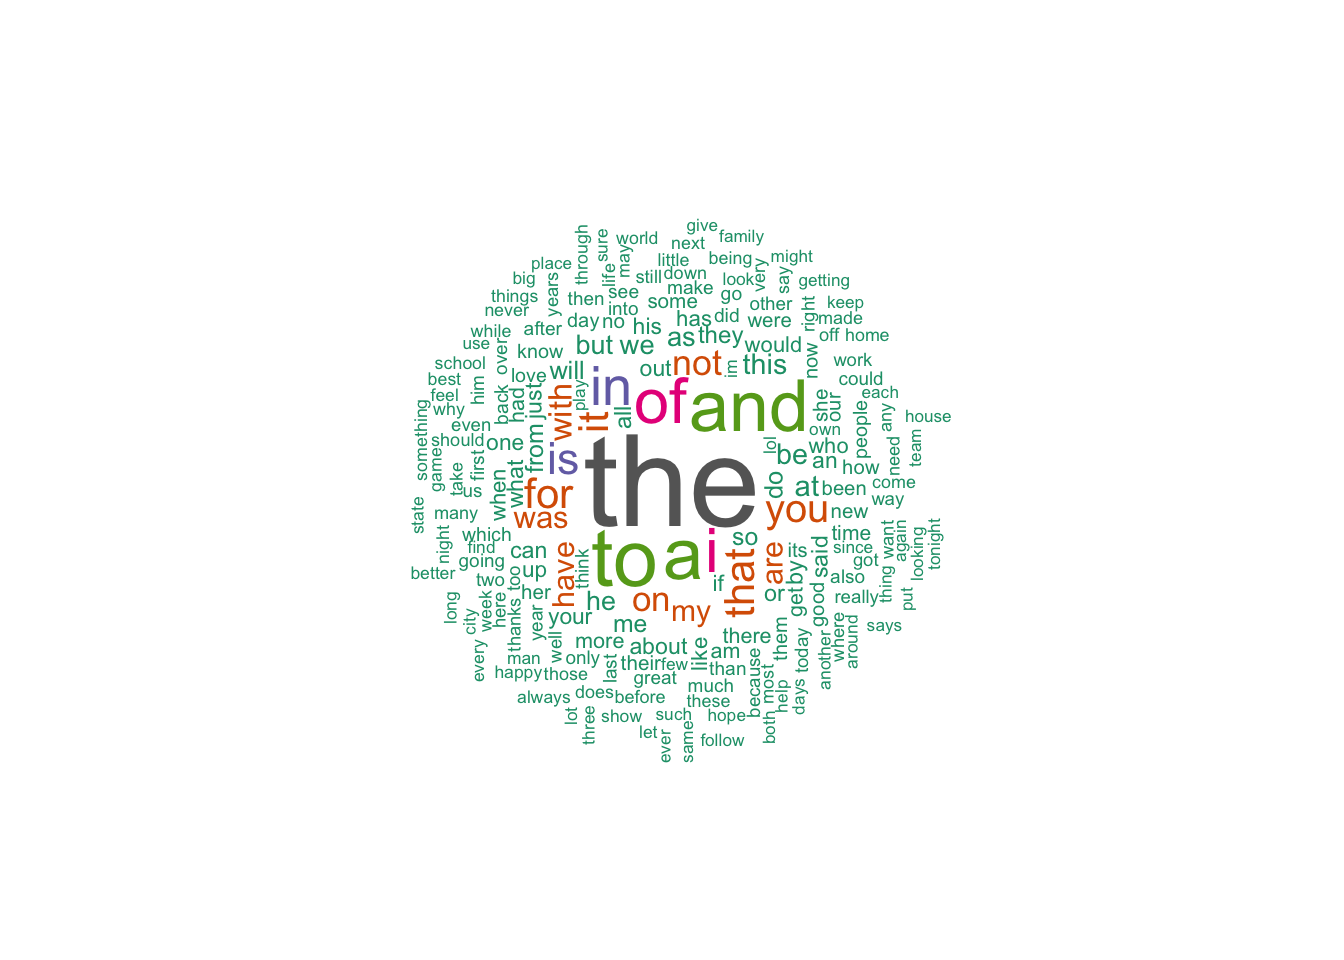 give
through sure world next family
may little being very might
place life still down look say getting
big years see make go
things then into some other right keep
never day no his has did were made
while after but we as they would off home
use over know will out not im this now work
school love play in of and could
best him back had just with it all she our each
feel why people any house
something even one from is the lol own who
should be an how need team
game take first what for do at been come
us when was you new way
state many which to a i so its time
night find can have think if that are by said since want again tonight
going up got looking
better two too her he on my or get also thing
long week here your me good really put
city thanks year well more about like there them today where says
every man only their few am than another around
happy those last great because most
always does before much these help days
lot three show such hope both
let ever same follow